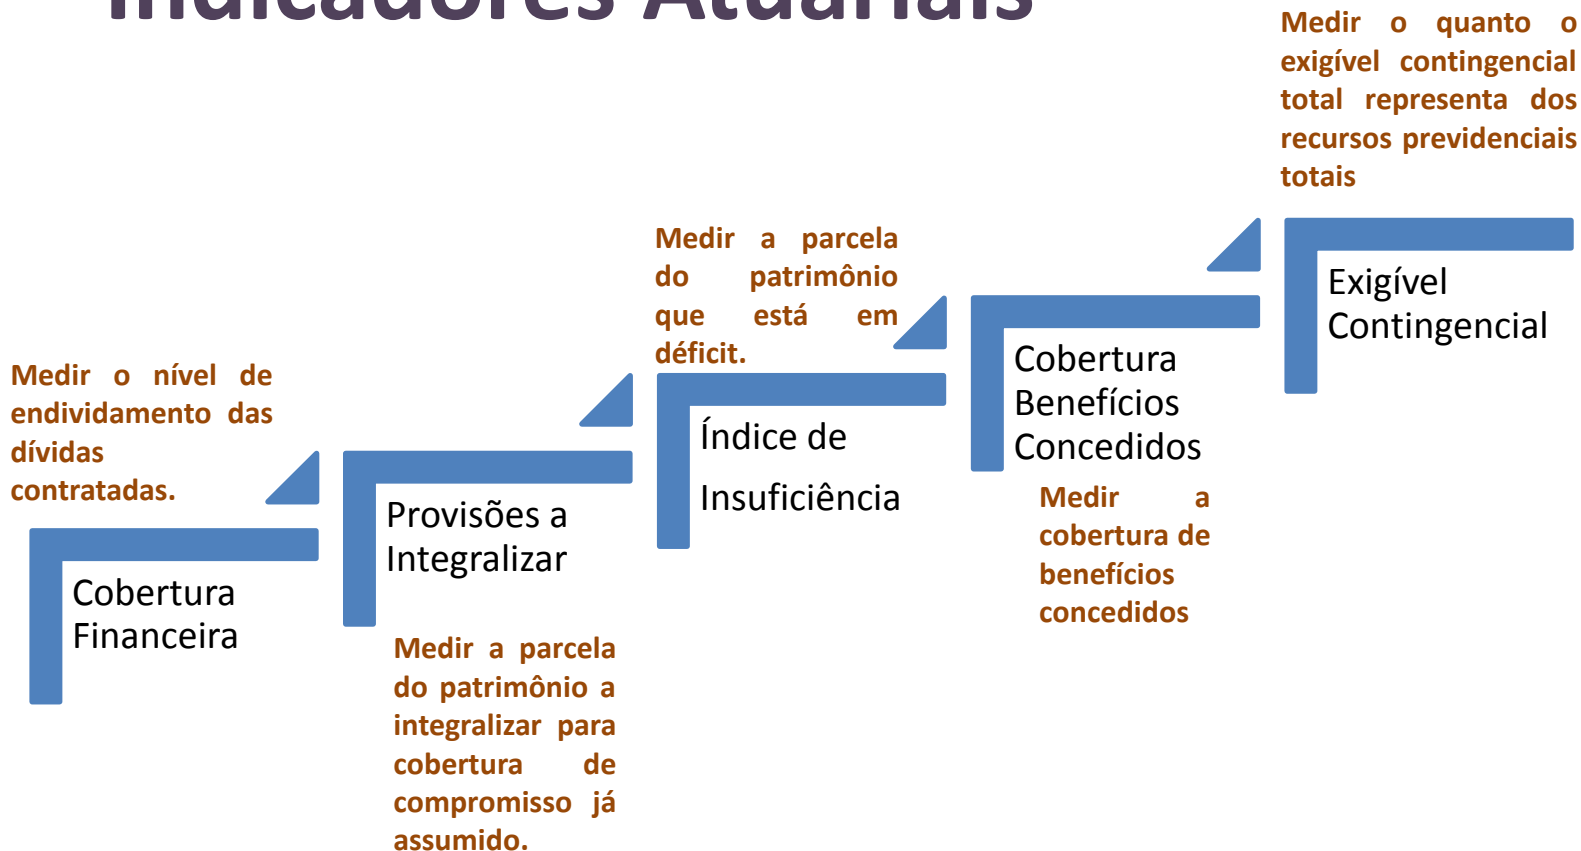 Indicadores Atuariais
Medir o nível de
endividamento das
dívidas
contratadas.
Cobertura
Financeira
Provisões a
Integralizar
Medir a parcela
do patrimônio a
integralizar para
cobertura de
compromisso já
assumido.
Medir a parcela
do patrimônio
que está em
déficit.
Índice de
Insuficiência
Cobertura
Benefícios
Concedidos
Medir a
cobertura de
benefícios
concedidos
Medir o quanto o
exigível contingencial
total representa dos
recursos previdenciais
totais
Exigível
Contingencial